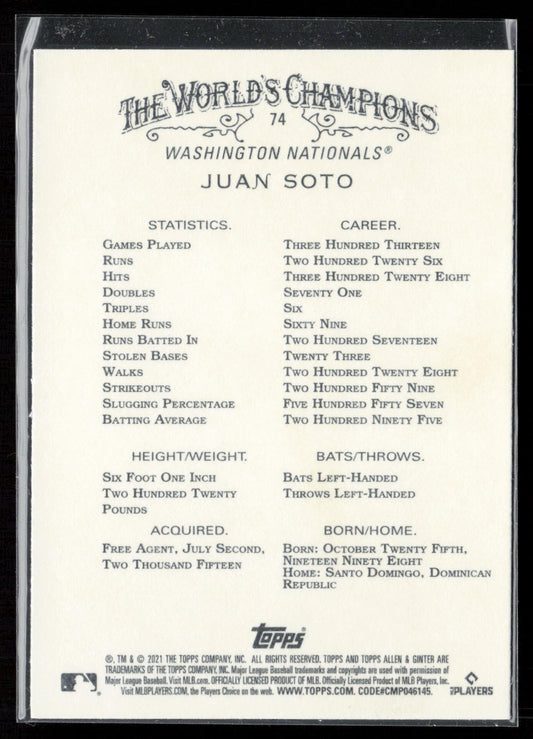 THE WORLD'S CHAMPIONS
74
WASHINGTON NATIONALS®
JUAN SOTO
STATISTICS. CAREER.
GAMES PLAYED THREE HUNDRED THIRTEEN
RUNS TWO HUNDRED TWENTY SIX
HITS THREE HUNDRED TWENTY EIGHT
DOUBLES SEVENTY ONE
TRIPLES SIX
HOME RUNS SIXTY NINE
RUNS BATTED IN TWO HUNDRED SEVENTEEN
STOLEN BASES TWENTY THREE
WALKS TWO HUNDRED TWENTY EIGHT
STRIKEOUTS TWO HUNDRED FIFTY NINE
SLUGGING PERCENTAGE FIVE HUNDRED FIFTY SEVEN
BATTING AVERAGE TWO HUNDRED NINETY FIVE
HEIGHT/WEIGHT.
SIX FOOT ONE INCH
TWO HUNDRED TWENTY
POUNDS
BATS/THROWS.
BATS LEFT-HANDED
THROWS LEFT-HANDED
ACQUIRED.
FREE AGENT, JULY SECOND,
TWO THOUSAND FIFTEEN
BORN/HOME.
BORN: OCTOBER TWENTY FIFTH,
NINETEEN NINETY EIGHT
HOME: SANTO DOMINGO, DOMINICAN
REPUBLIC
Topps
®, TM & © 2021 THE TOPPS COMPANY, INC. ALL RIGHTS RESERVED. TOPPS AND TOPPS ALLEN & GINTER ARE
TRADEMARKS OF THE TOPPS COMPANY, INC. Major League Baseball trademarks and copyrights are used with permission of
Major League Baseball. Visit MLB.com. OFFICIALLY LICENSED PRODUCT OF MLB. Officially Licensed Product of MLB Players, Inc.
Visit MLBPLAYERS.COM, the Players Choice on the web. WWW.TOPPS.COM. CODE#CMP046145.
PLAYERS